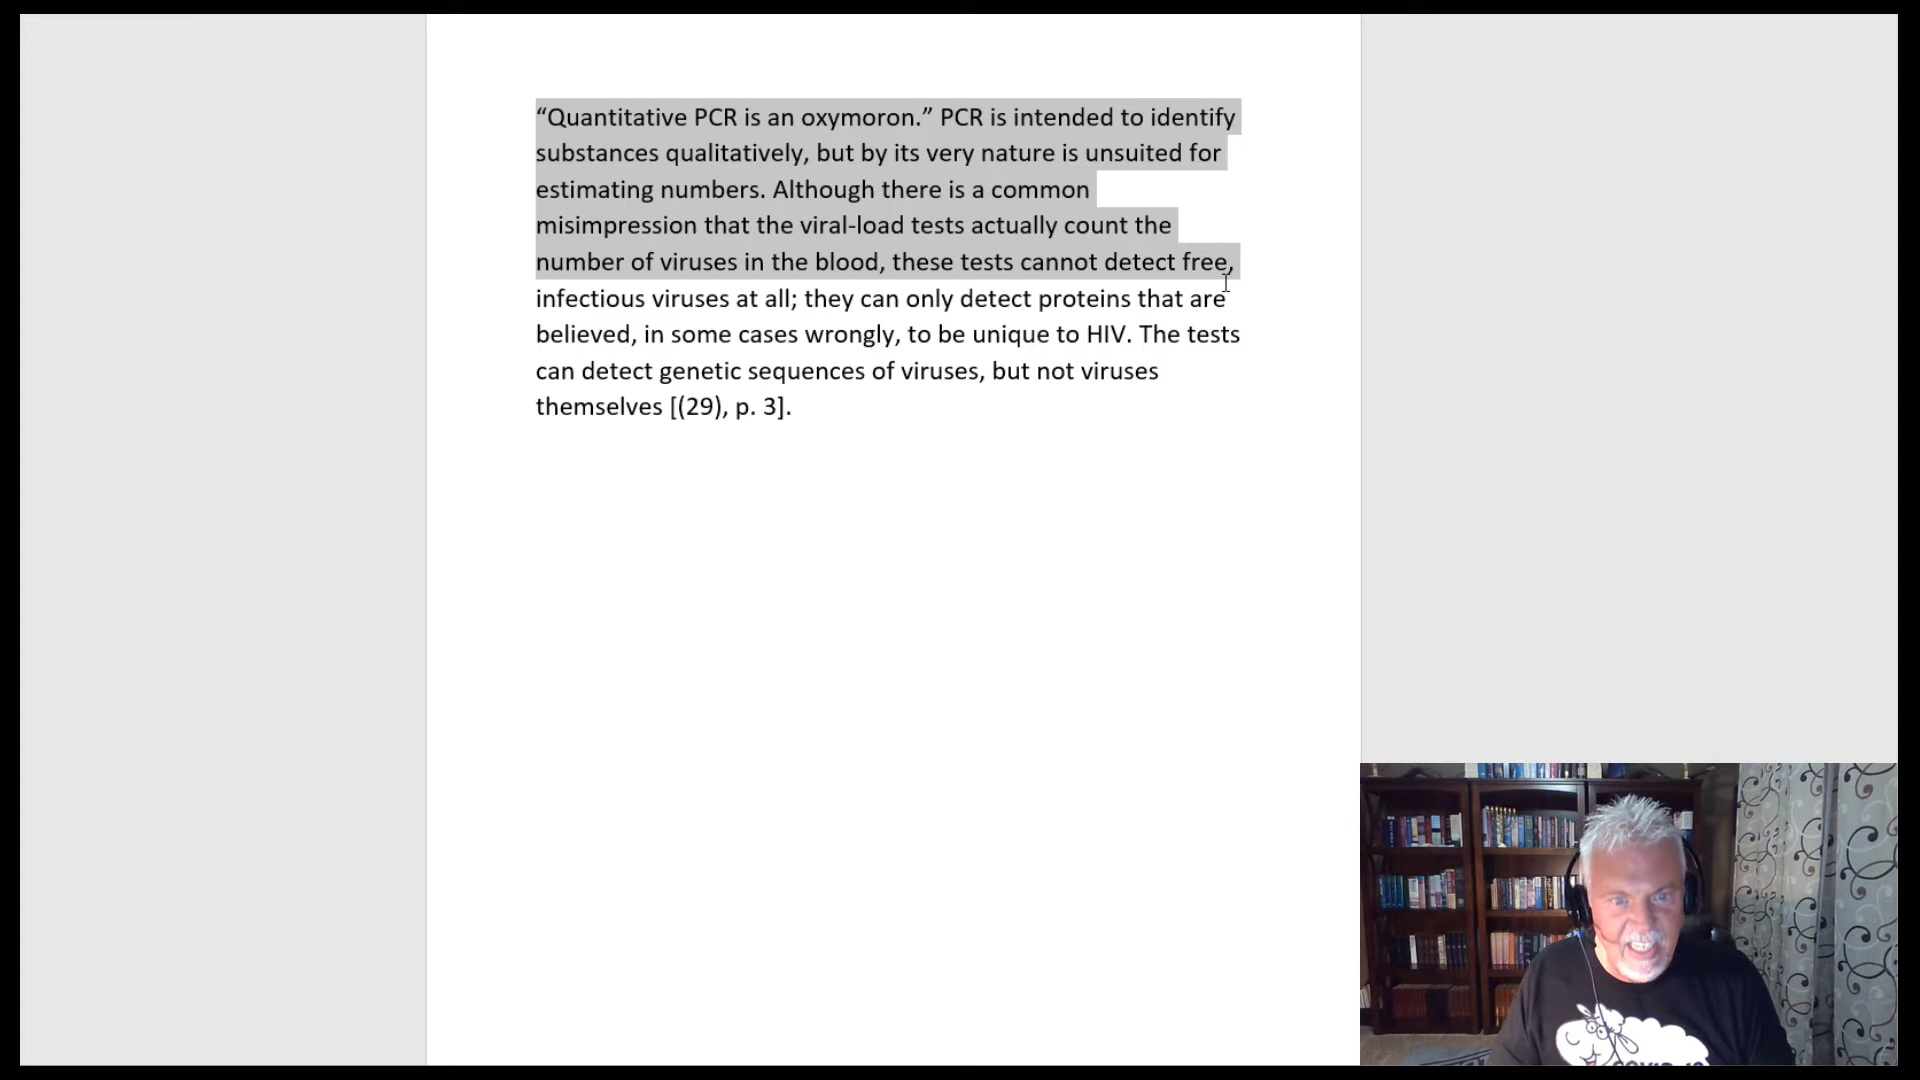 “Quantitative PCR is an oxymoron.” PCR is intended to identify
substances qualitatively, but by its very nature is unsuited for
estimating numbers. Although there is a common
misimpression that the viral-load tests actually count the
number of viruses in the blood, these tests cannot detect free,
infectious viruses at all; they can only detect proteins that are
believed, in some cases wrongly, to be unique to HIV. The tests
can detect genetic sequences of viruses, but not viruses
themselves [(29), p. 3].